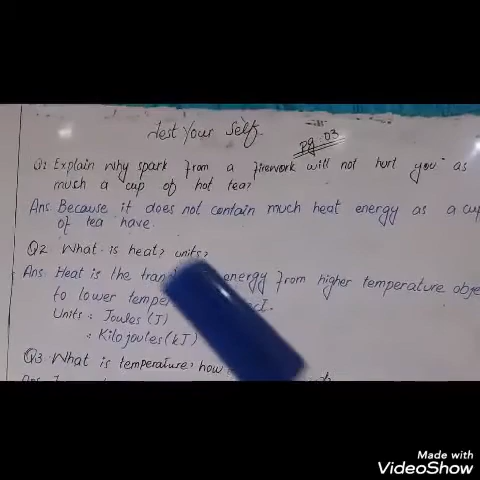 Test Your Self
pg 03
Q1 Explain why spark from a firework will not hurt you as
much a cup of hot tea?
Ans Because it does not contain much heat energy as a cup
of tea have.
Q2 What is heat? units?
Ans Heat is the energy from higher temperature
to lower
Units : Joules (J)
: Kilojoules (kJ)
Q3 What is temperature? how
Made with
VideoShow